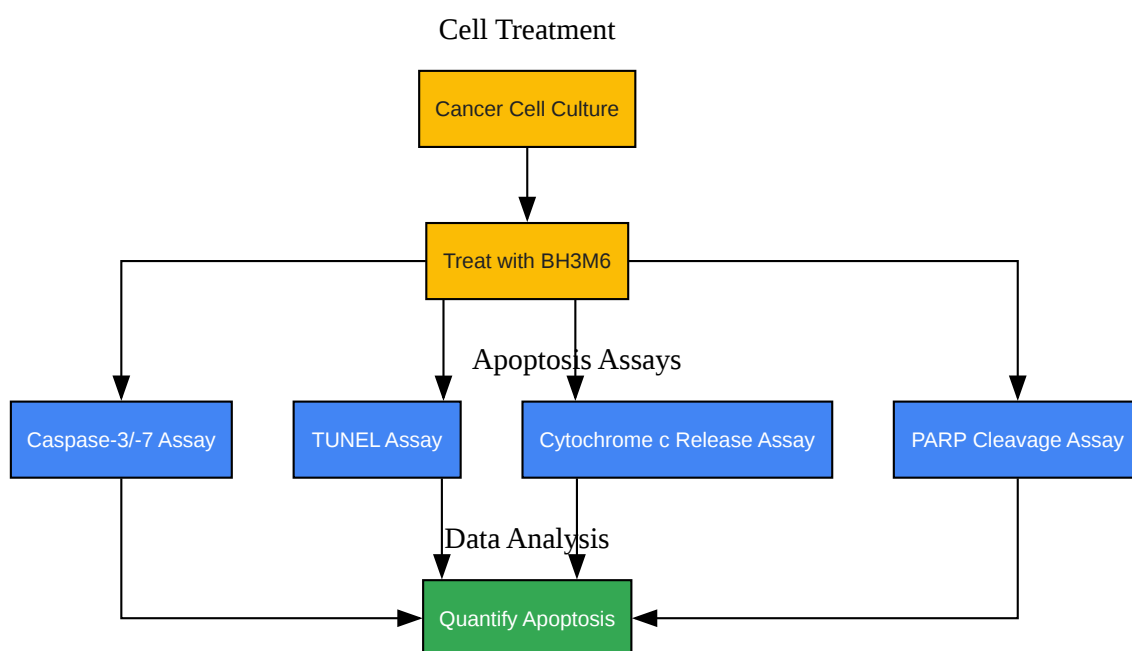 Cell Treatment
Cancer Cell Culture
Treat with BH3M6
Apoptosis Assays
Caspase-3/-7 Assay
TUNEL Assay
Cytochrome c Release Assay
PARP Cleavage Assay
Data Analysis
Quantify Apoptosis